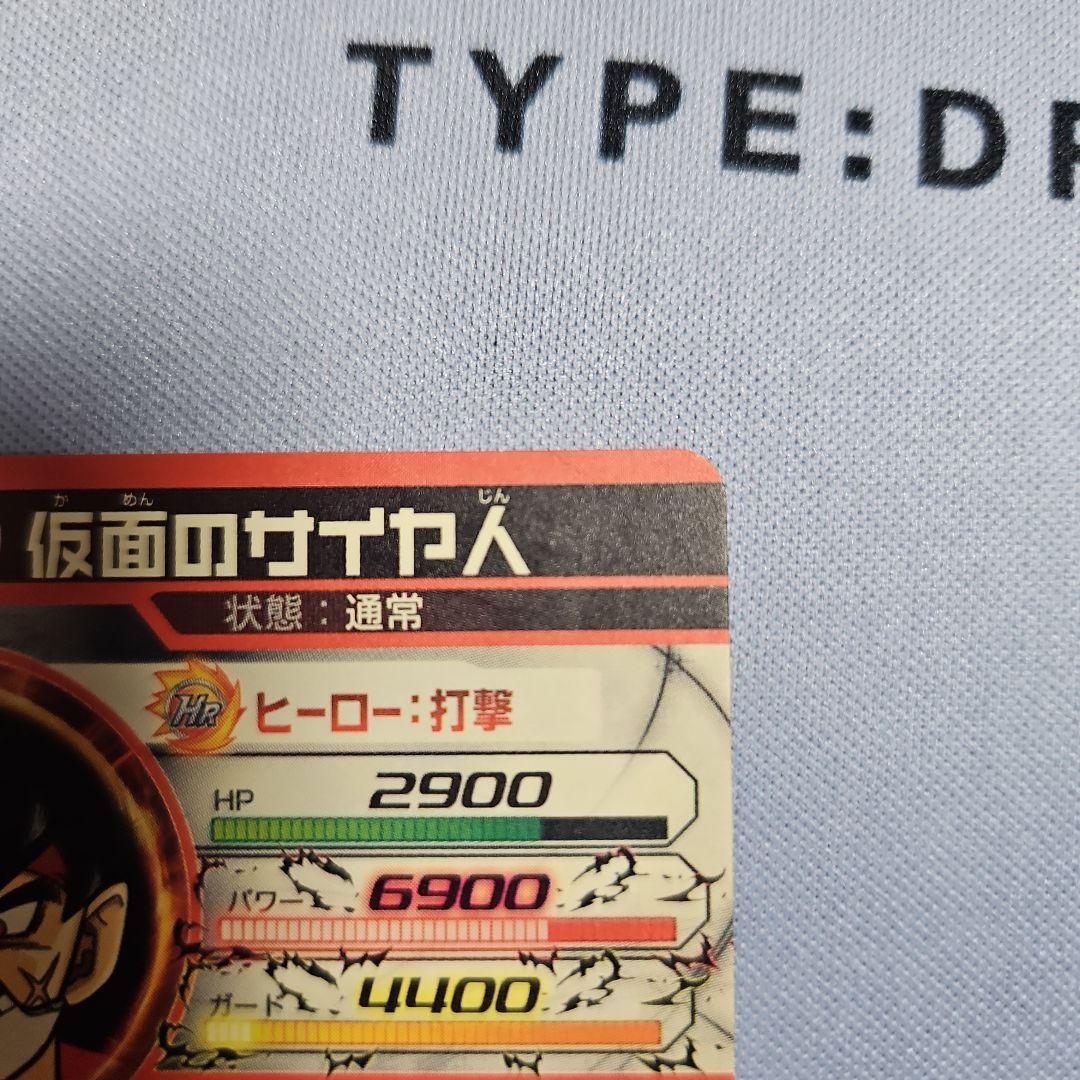 TYPE:D
か めん じん
仮面のサイヤ人
状態：通常
HR ヒーロー：打撃
HP 2900
パワー 6900
ガード 4400